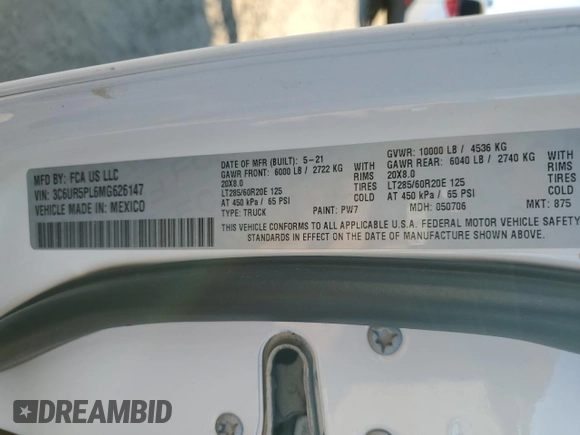 MFD BY: FCA US LLC
VIN: 3C6UR5PL6MG626147
VEHICLE MADE IN: MEXICO
DATE OF MFR (BUILT): 5-21
GAWR FRONT: 6000 LB / 2722 KG
20X8.0 RIMS
LT285/60R20E 125 TIRES
AT 450 kPa / 65 PSI COLD
TYPE: TRUCK PAINT: PW7
GVWR: 10000 LB / 4536 KG
GAWR REAR: 6040 LB / 2740 KG
WITH
20X8.0 RIMS
LT285/60R20E 125 TIRES
AT 450 kPa / 65 PSI COLD
MDH: 050706 MKT: 875
THIS VEHICLE CONFORMS TO ALL APPLICABLE U.S.A. FEDERAL MOTOR VEHICLE SAFETY
STANDARDS IN EFFECT ON THE DATE OF MANUFACTURE SHOWN ABOVE.
DREAMBID